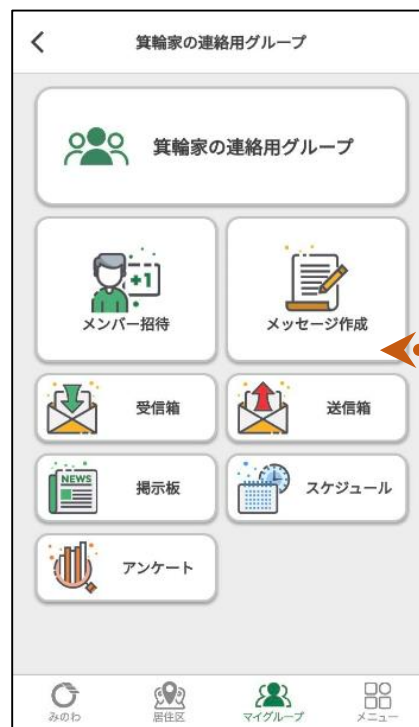 箕輪家の連絡用グループ
箕輪家の連絡用グループ
+1
メンバー招待
メッセージ作成
受信箱
送信箱
NEWS
掲示板
スケジュール
アンケート
みのわ
居住区
マイグループ
メニュー